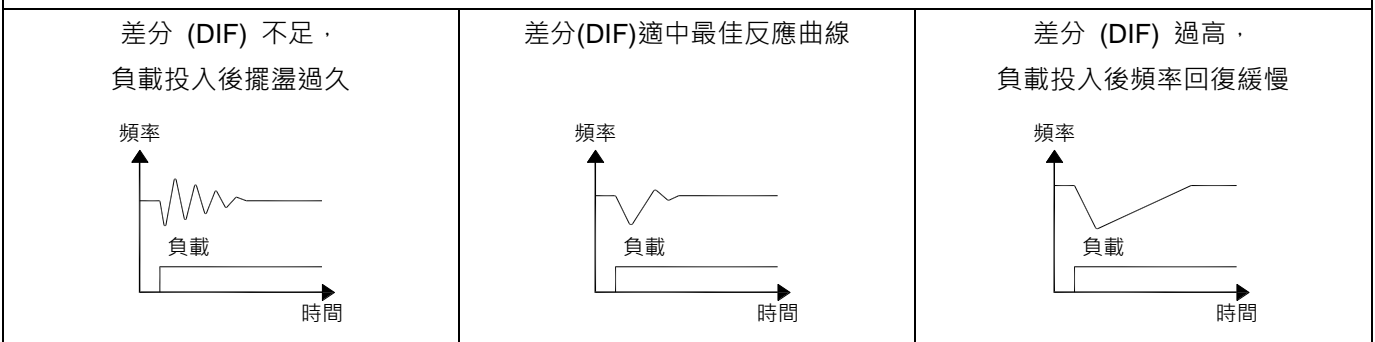 差分 (DIF) 不足，
負載投入後擺盪過久
頻率
負載
時間
差分(DIF)適中最佳反應曲線
頻率
負載
時間
差分 (DIF) 過高，
負載投入後頻率回復緩慢
頻率
負載
時間